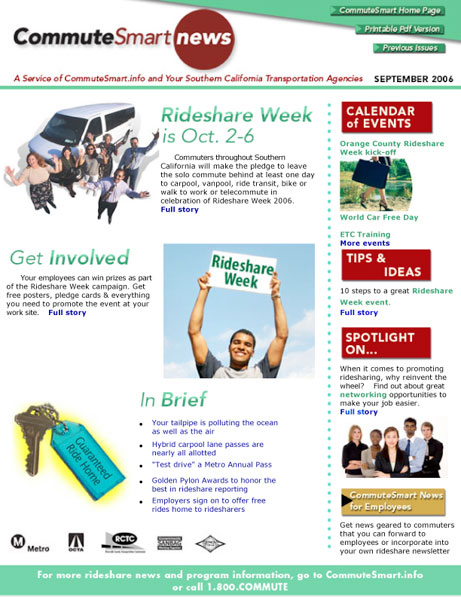 CommuteSmart Home Page
Printable Pdf Version
Previous Issues
CommuteSmart news
A Service of CommuteSmart.info and Your Southern California Transportation Agencies
SEPTEMBER 2006
Rideshare Week
is Oct. 2-6
Commuters throughout Southern
California will make the pledge to leave
the solo commute behind at least one day
to carpool, vanpool, ride transit, bike or
walk to work or telecommute in
celebration of Rideshare Week 2006.
Full story
Get Involved
Your employees can win prizes as part
of the Rideshare Week campaign. Get
free posters, pledge cards & everything
you need to promote the event at your
work site. Full story
Rideshare
Week
In Brief
Your tailpipe is polluting the ocean
as well as the air
Hybrid carpool lane passes are
nearly all allotted
"Test drive" a Metro Annual Pass
Golden Pylon Awards to honor the
best in rideshare reporting
Employers sign on to offer free
rides home to ridesharers
Guaranteed
Ride Home
CALENDAR
of EVENTS
Orange County Rideshare
Week kick-off
World Car Free Day
ETC Training
More events
TIPS &
IDEAS
10 steps to a great Rideshare
Week event.
Full story
SPOTLIGHT
ON...
When it comes to promoting
ridesharing, why reinvent the
wheel? Find out about great
networking opportunities to
make your job easier.
Full story
CommuteSmart News
for Employees
Get news geared to commuters
that you can forward to
employees or incorporate into
your own rideshare newsletter
M Metro
OCTA
RCTC
For more rideshare news and program information, go to CommuteSmart.info
or call 1.800.COMMUTE